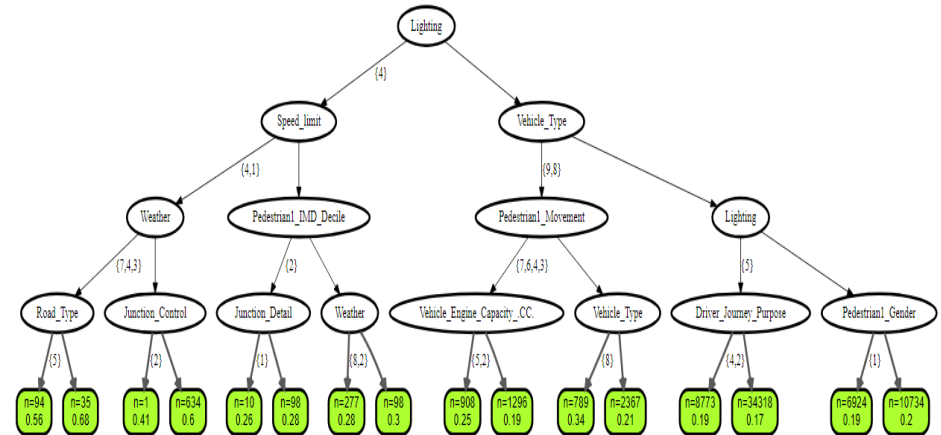 Lighting
{4}
Speed_limit
Vehicle_Type
{4,1}
{9,8}
Weather
Pedestrian1_IMD_Decile
Pedestrian1_Movement
Lighting
{7,4,3}
{2}
{7,6,4,3}
{5}
Road_Type
Junction_Control
Junction_Detail
Weather
Vehicle_Engine_Capacity_.CC.
Vehicle_Type
Driver_Journey_Purpose
Pedestrian1_Gender
{5}
{2}
{1}
{8,2}
{5,2}
{8}
{4,2}
{1}
n=94
0.56
n=35
0.68
n=1
0.41
n=634
0.6
n=10
0.26
n=98
0.28
n=277
0.28
n=98
0.3
n=908
0.25
n=1296
0.19
n=789
0.34
n=2367
0.21
n=8773
0.19
n=34318
0.17
n=6924
0.19
n=10734
0.2